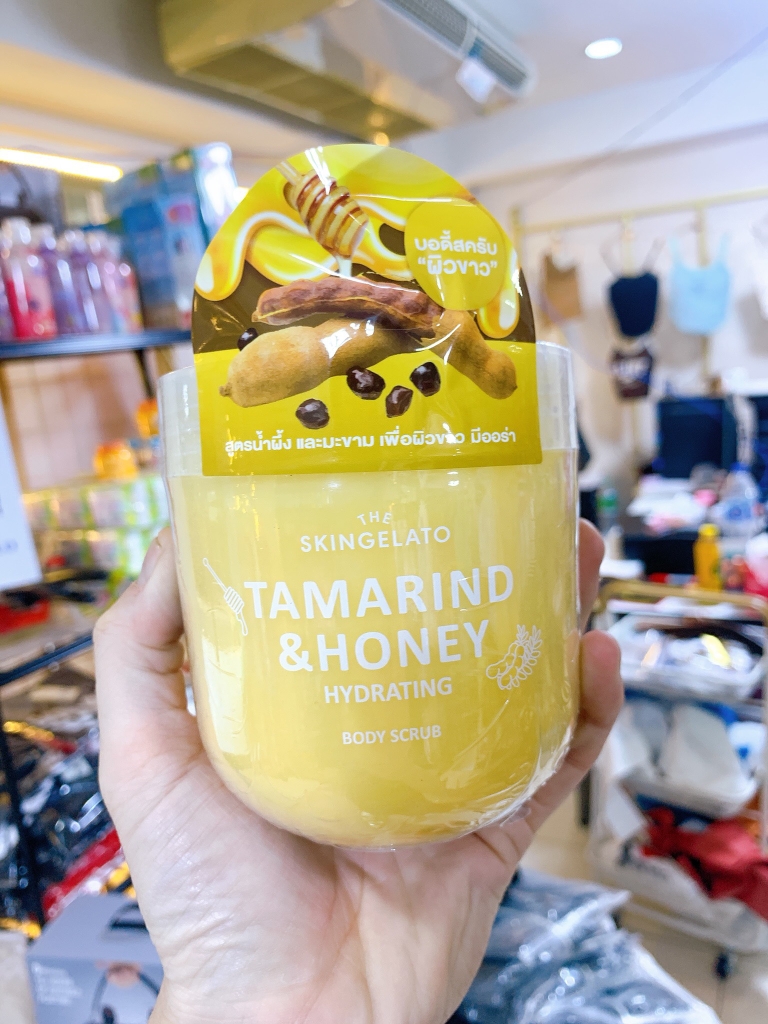 บอดี้สครับ
“ผิวขาว”
สูตรน้ำผึ้ง และมะขาม เพื่อผิวขาว มีออร่า
THE
SKINGELATO
TAMARIND
&HONEY
HYDRATING
BODY SCRUB